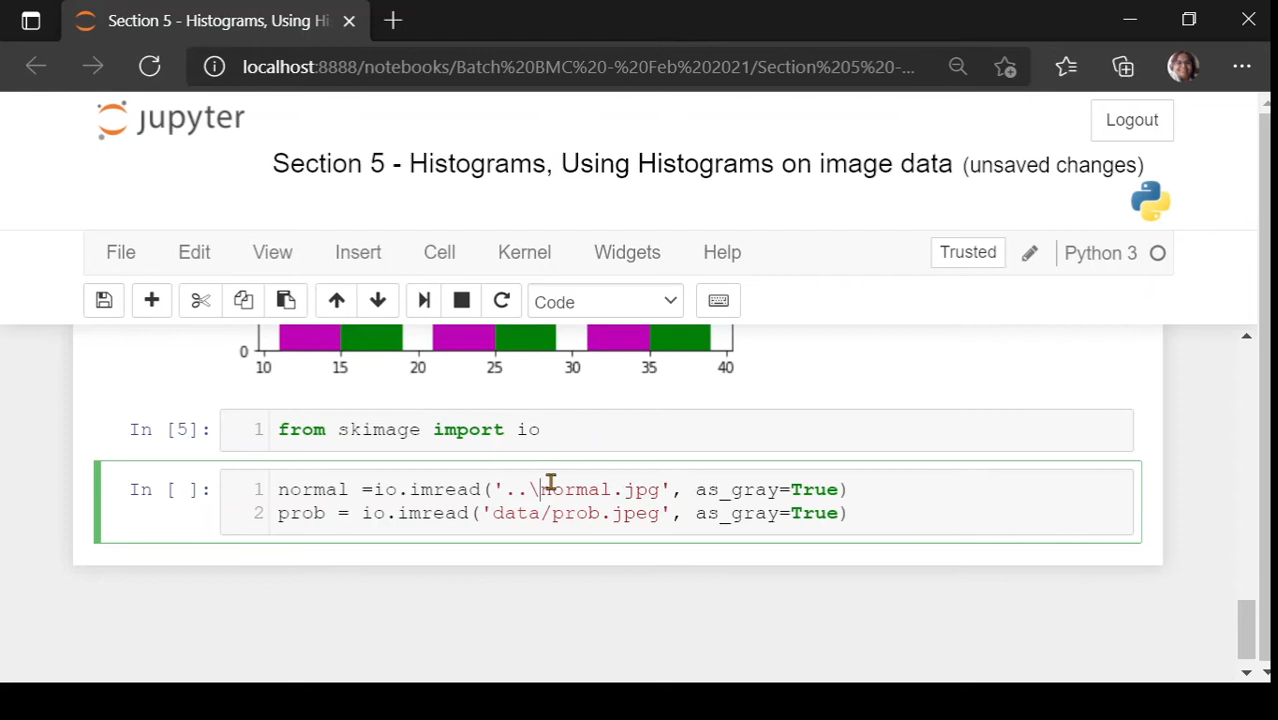 Section 5 - Histograms, Using Hi
localhost:8888/notebooks/Batch%20BMC%20-%20Feb%202021/Section%205%20-...
jupyter
Logout
Section 5 - Histograms, Using Histograms on image data (unsaved changes)
File Edit View Insert Cell Kernel Widgets Help Trusted Python 3
Code
0
10 15 20 25 30 35 40
In [5]: 1 from skimage import io
In [ ]: 1 normal =io.imread('..\normal.jpg', as_gray=True)
2 prob = io.imread('data/prob.jpeg', as_gray=True)